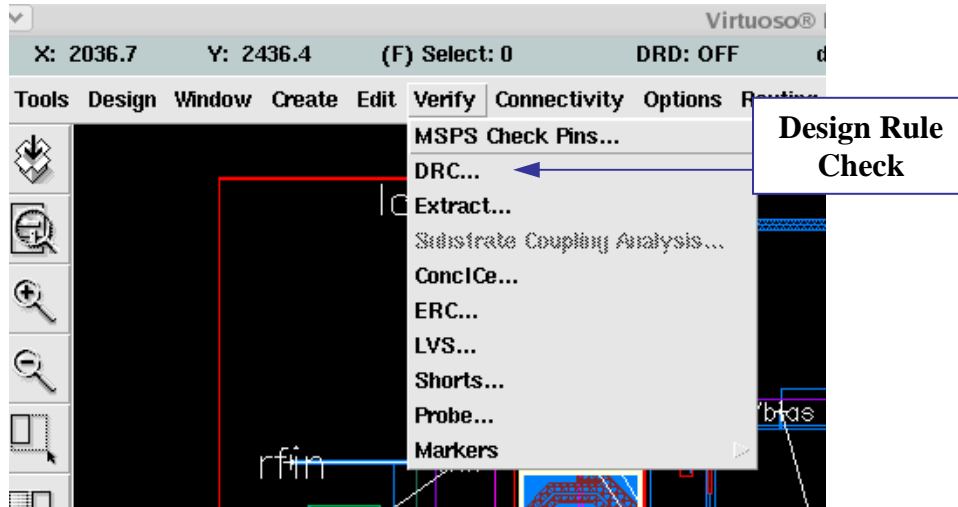 Virtuoso®
X: 2036.7 Y: 2436.4 (F) Select: 0 DRD: OFF
Tools Design Window Create Edit Verify Connectivity Options Routing
Design Rule
Check
MSPS Check Pins...
DRC...
Extract...
Substrate Coupling Analysis...
ConcICe...
ERC...
LVS...
Shorts...
Probe...
Markers
rfin